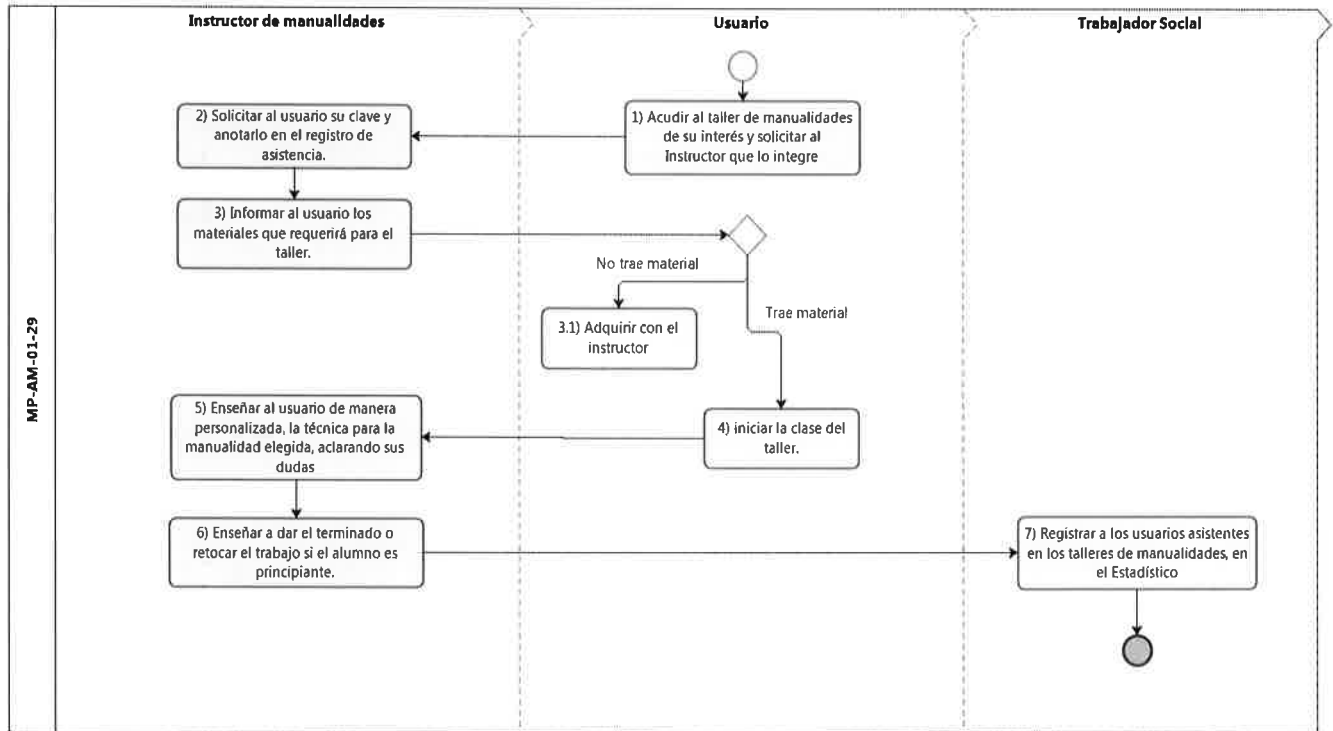 Instructor de manualidades
Usuario
Trabajador Social
MP-AM-01-29
1) Acudir al taller de manualidades
de su interés y solicitar al
Instructor que lo integre
2) Solicitar al usuario su clave y
anotarlo en el registro de
asistencia.
3) Informar al usuario los
materiales que requerirá para el
taller.
No trae material
Trae material
3.1) Adquirir con el
instructor
4) iniciar la clase del
taller.
5) Enseñar al usuario de manera
personalizada, la técnica para la
manualidad elegida, aclarando sus
dudas
6) Enseñar a dar el terminado o
retocar el trabajo si el alumno es
principiante.
7) Registrar a los usuarios asistentes
en los talleres de manualidades, en
el Estadístico